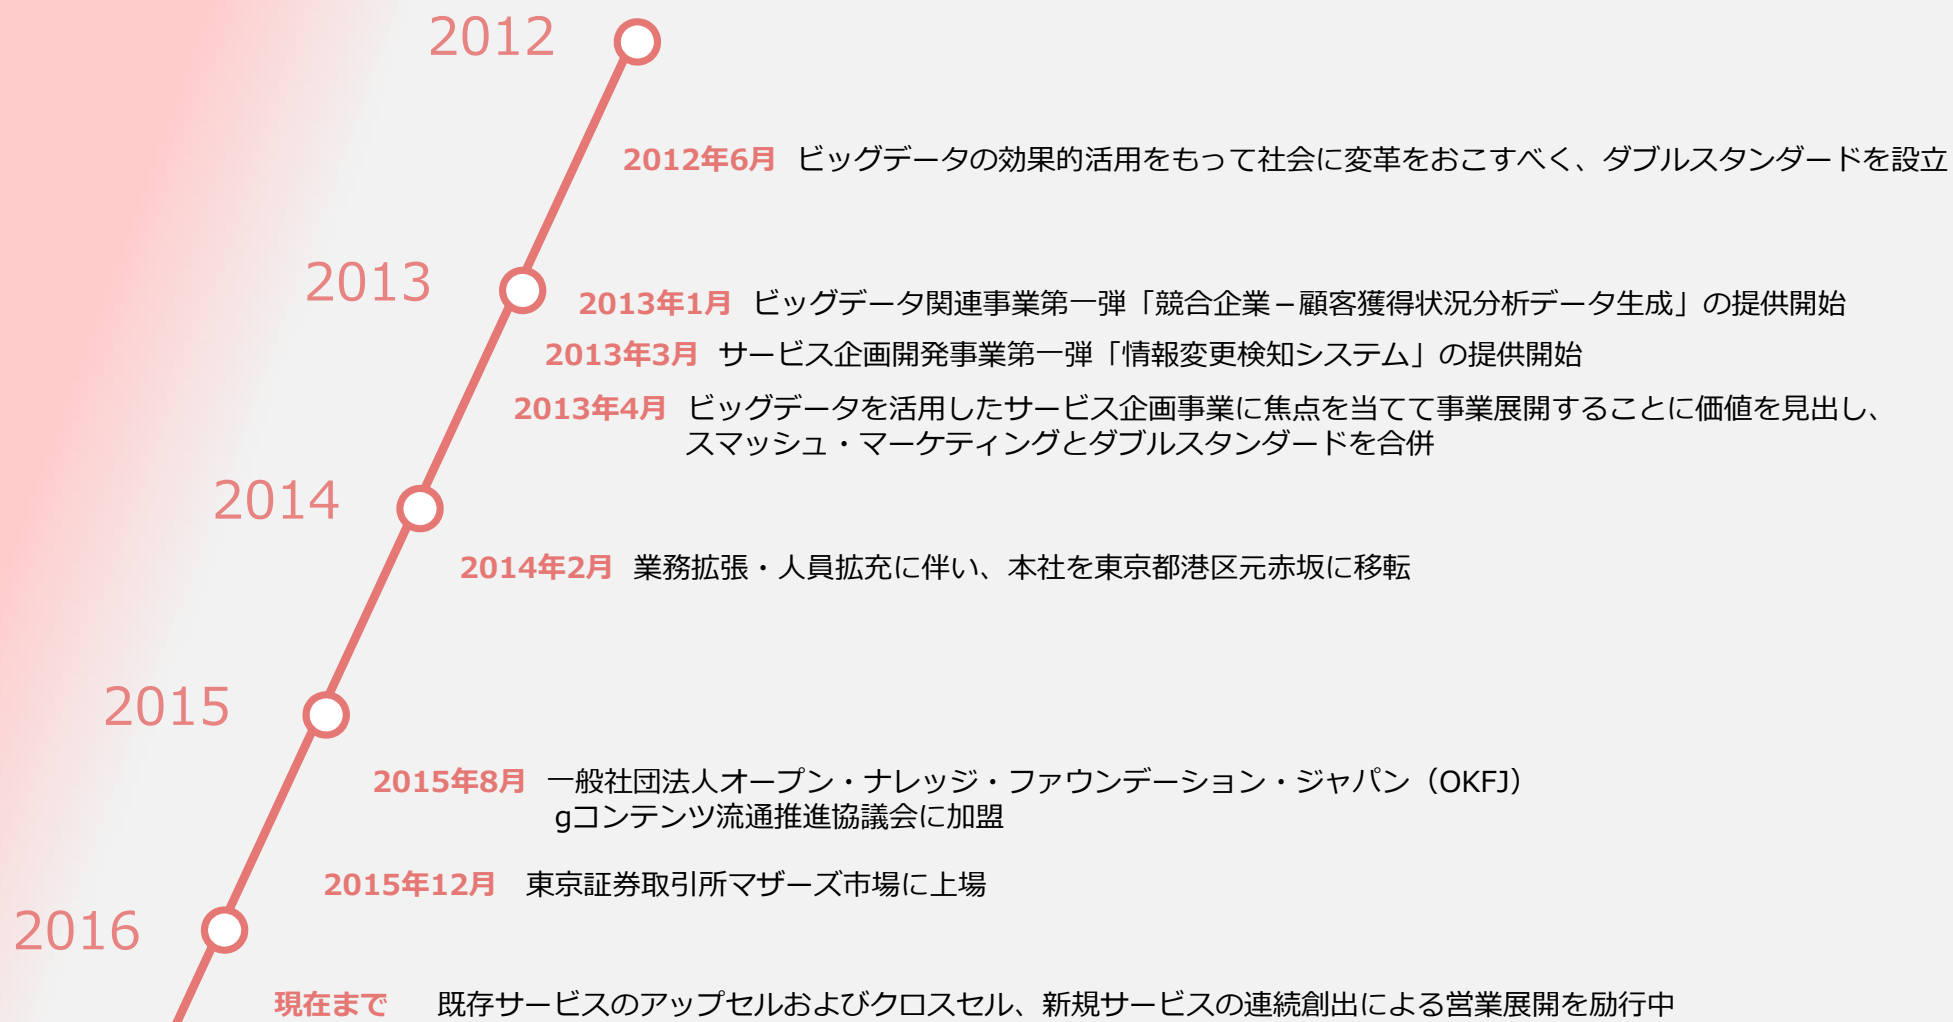 2012
2012年6月 ビッグデータの効果的活用をもって社会に変革をおこすべく、ダブルスタンダードを設立
2013
2013年1月 ビッグデータ関連事業第一弾「競合企業－顧客獲得状況分析データ生成」の提供開始
2013年3月 サービス企画開発事業第一弾「情報変更検知システム」の提供開始
2013年4月 ビッグデータを活用したサービス企画事業に焦点を当てて事業展開することに価値を見出し、
スマッシュ・マーケティングとダブルスタンダードを合併
2014
2014年2月 業務拡張・人員拡充に伴い、本社を東京都港区元赤坂に移転
2015
2015年8月 一般社団法人オープン・ナレッジ・ファウンデーション・ジャパン（OKFJ）
gコンテンツ流通推進協議会に加盟
2015年12月 東京証券取引所マザーズ市場に上場
2016
現在まで 既存サービスのアップセルおよびクロスセル、新規サービスの連続創出による営業展開を励行中